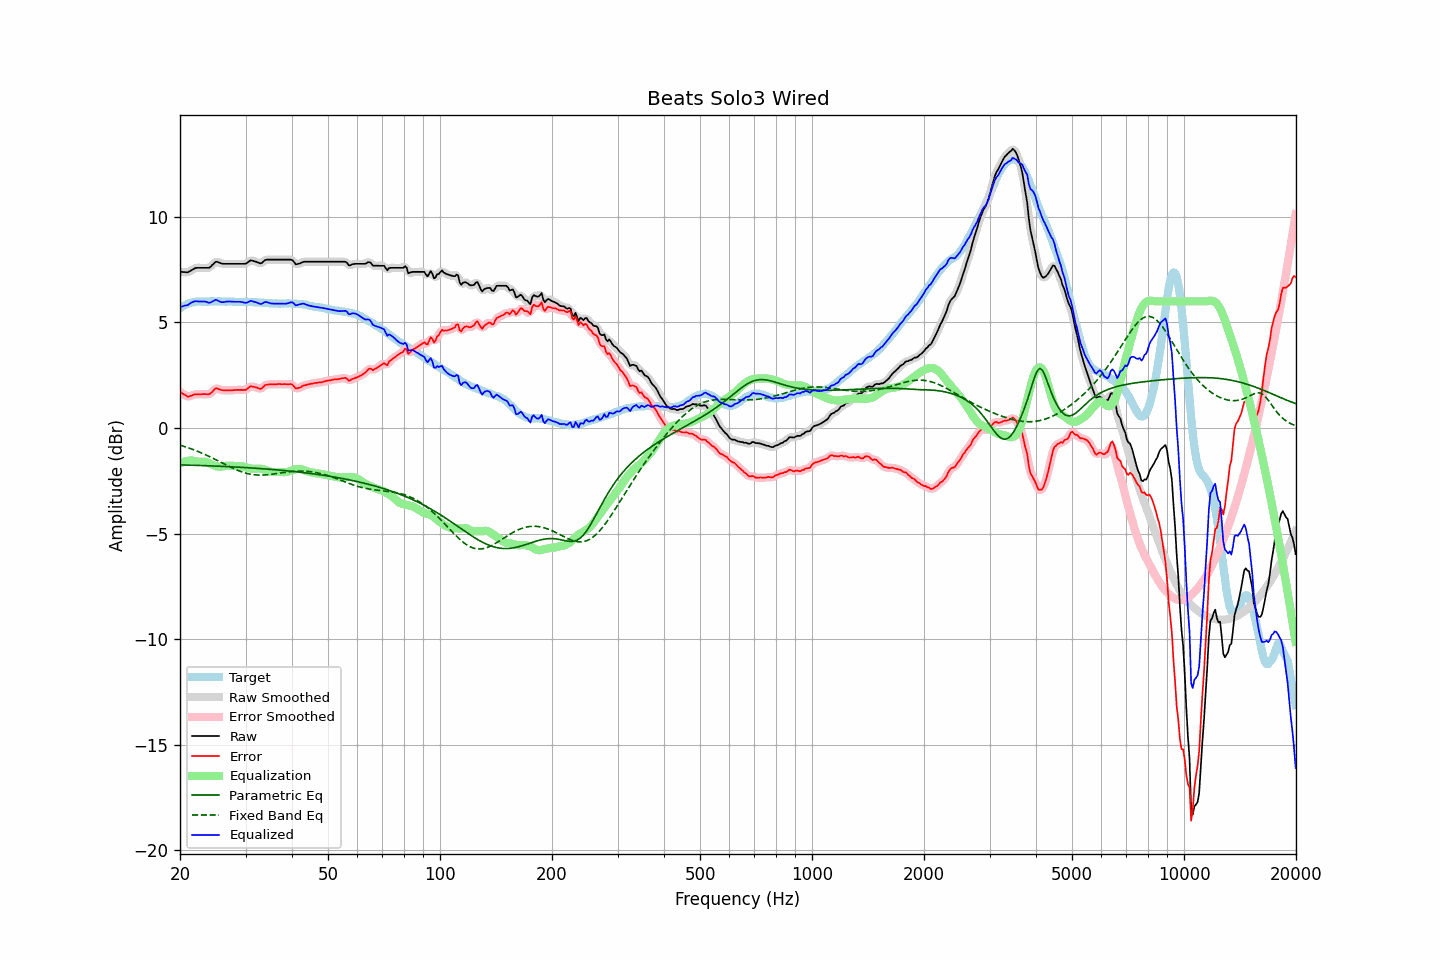 Beats Solo3 Wired
Amplitude (dBr)
10
5
0
−5
−10
−15
−20
Target
Raw Smoothed
Error Smoothed
Raw
Error
Equalization
Parametric Eq
Fixed Band Eq
Equalized
20 50 100 200 500 1000 2000 5000 10000 20000
Frequency (Hz)